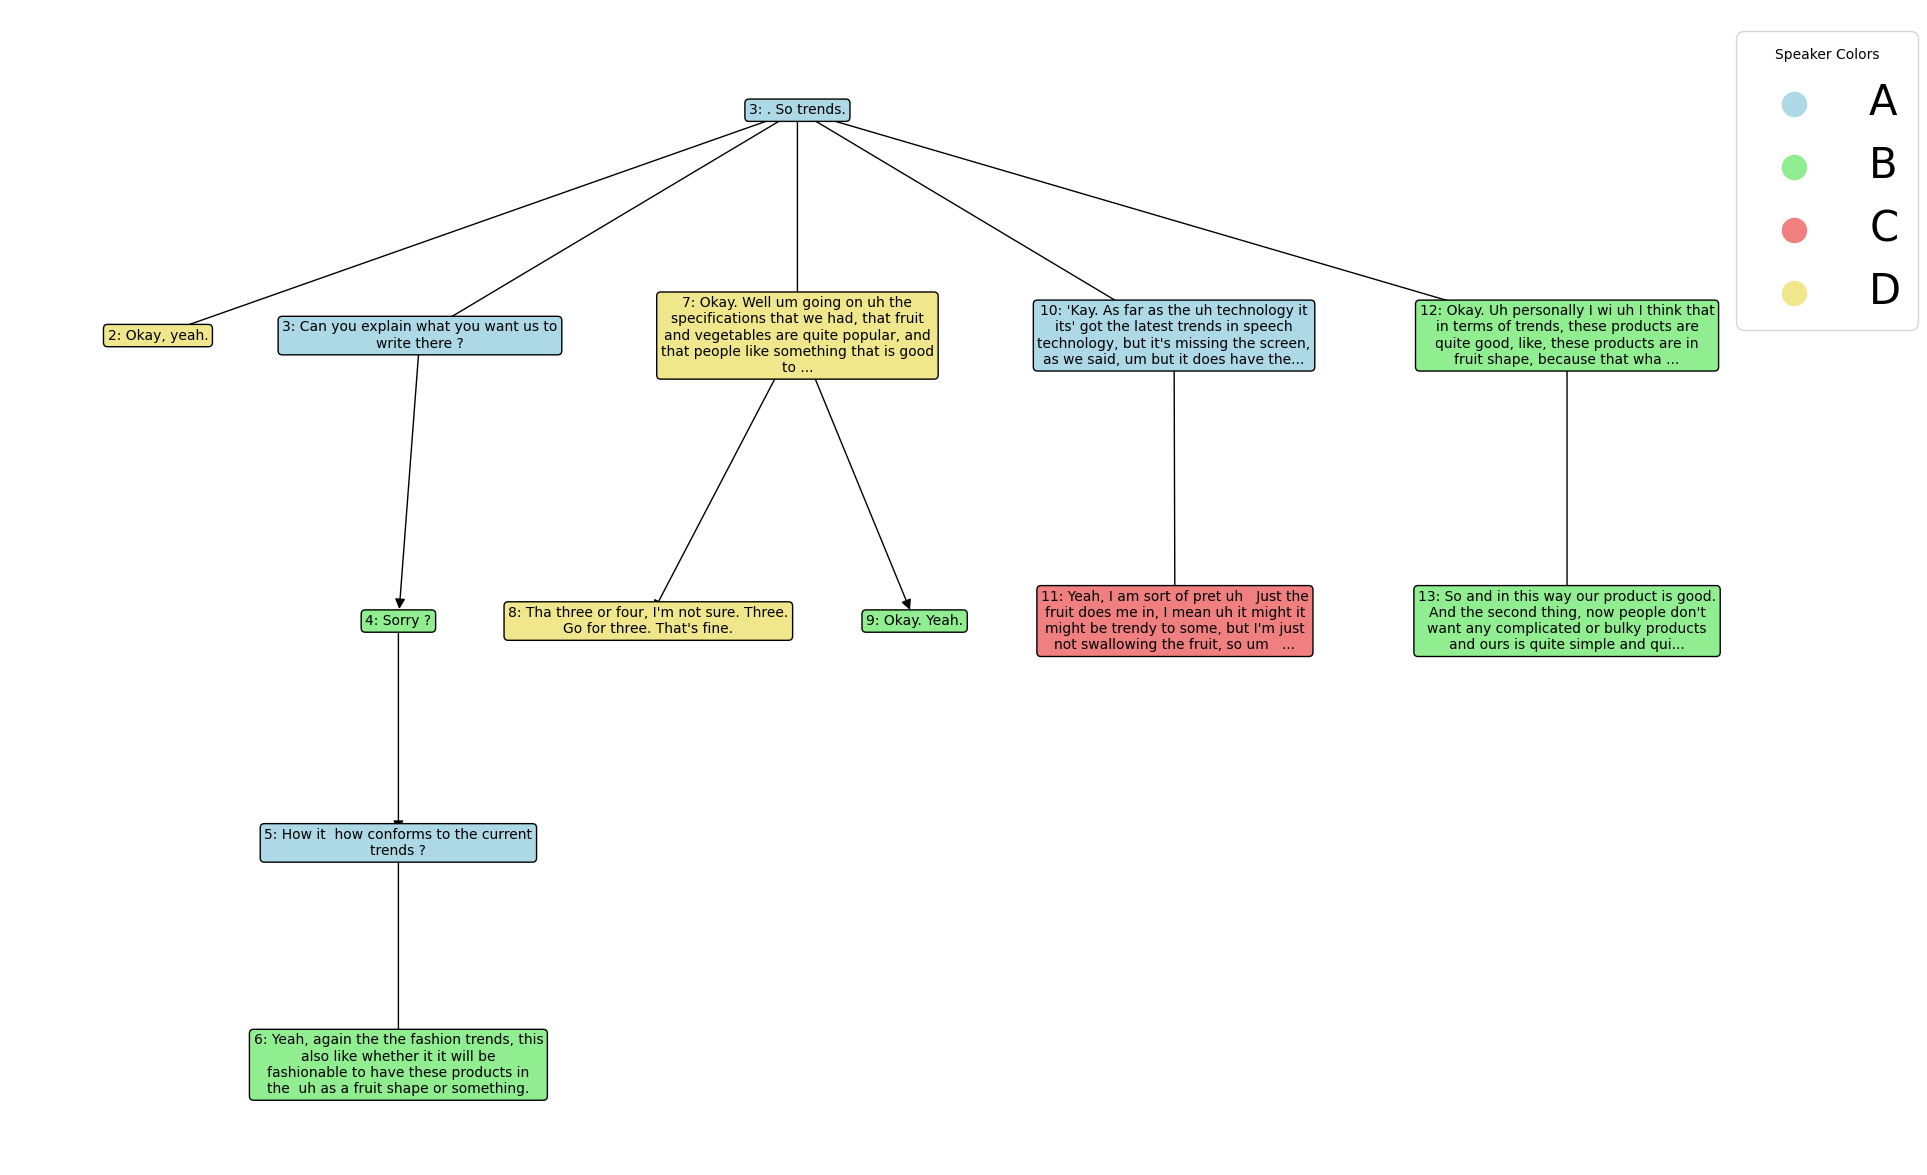 3: . So trends.
2: Okay, yeah.
3: Can you explain what you want us to
write there ?
7: Okay. Well um going on uh the
specifications that we had, that fruit
and vegetables are quite popular, and
that people like something that is good
to ...
10: 'Kay. As far as the uh technology it
its' got the latest trends in speech
technology, but it's missing the screen,
as we said, um but it does have the...
12: Okay. Uh personally I wi uh I think that
in terms of trends, these products are
quite good, like, these products are in
fruit shape, because that wha ...
4: Sorry ?
8: Tha three or four, I'm not sure. Three.
Go for three. That's fine.
9: Okay. Yeah.
11: Yeah, I am sort of pret uh   Just the
fruit does me in, I mean uh it might it
might be trendy to some, but I'm just
not swallowing the fruit, so um   ...
13: So and in this way our product is good.
And the second thing, now people don't
want any complicated or bulky products
and ours is quite simple and qui...
5: How it  how conforms to the current
trends ?
6: Yeah, again the the fashion trends, this
also like whether it it will be
fashionable to have these products in
the  uh as a fruit shape or something.
Speaker Colors
A
B
C
D